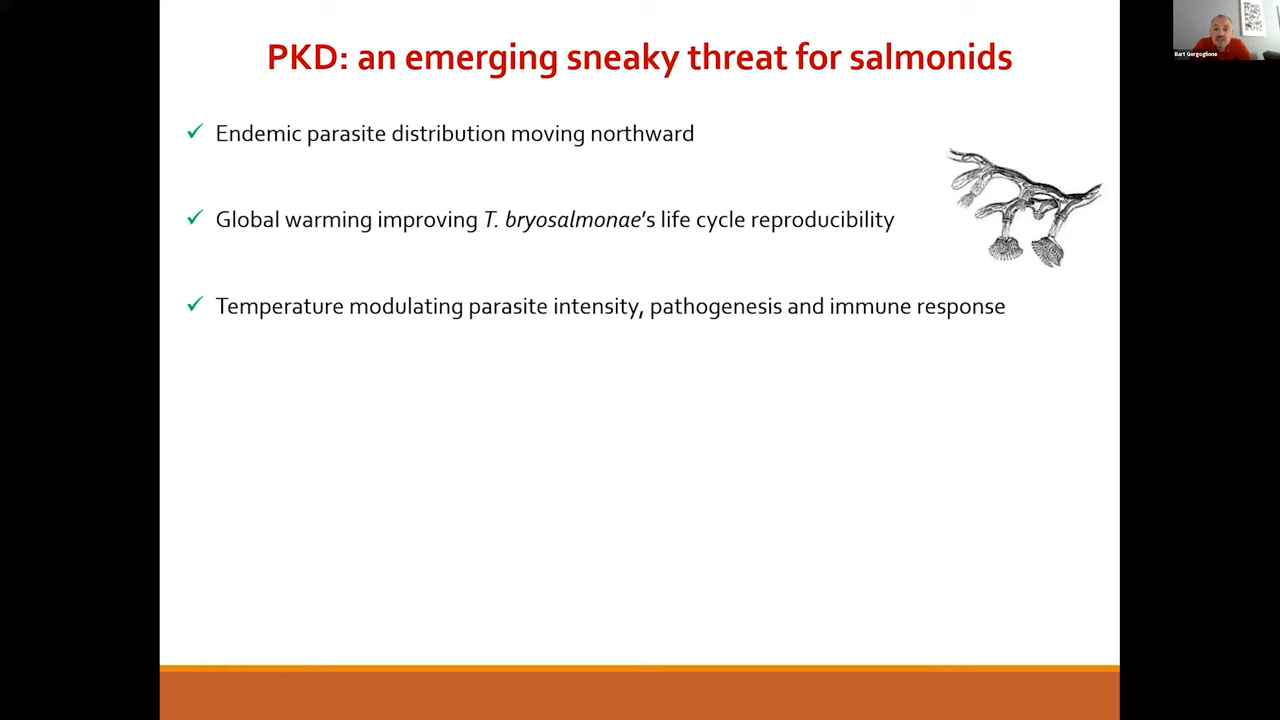 PKD: an emerging sneaky threat for salmonids
Bart Gorgoglione
✓ Endemic parasite distribution moving northward
✓ Global warming improving T. bryosalmonae's life cycle reproducibility
✓ Temperature modulating parasite intensity, pathogenesis and immune response